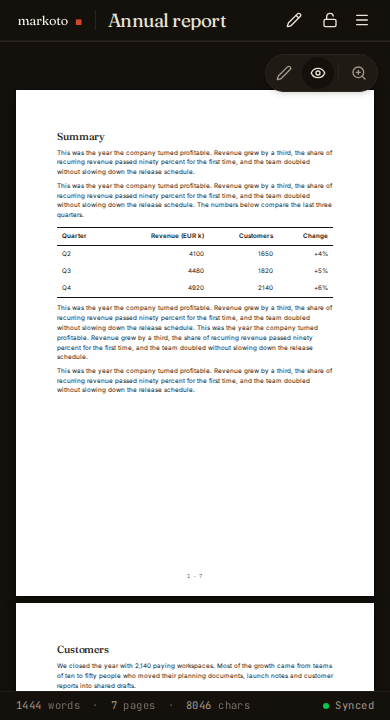 markoto
Annual report
Summary
This was the year the company turned profitable. Revenue grew by a third, the share of
recurring revenue passed ninety percent for the first time, and the team doubled
without slowing down the release schedule.
This was the year the company turned profitable. Revenue grew by a third, the share of
recurring revenue passed ninety percent for the first time, and the team doubled
without slowing down the release schedule. The numbers below compare the last three
quarters.
Quarter Revenue (EUR k) Customers Change
Q2 4100 1650 +4%
Q3 4480 1820 +5%
Q4 4920 2140 +6%
This was the year the company turned profitable. Revenue grew by a third, the share of
recurring revenue passed ninety percent for the first time, and the team doubled
without slowing down the release schedule. This was the year the company turned
profitable. Revenue grew by a third, the share of recurring revenue passed ninety
percent for the first time, and the team doubled without slowing down the release
schedule.
This was the year the company turned profitable. Revenue grew by a third, the share of
recurring revenue passed ninety percent for the first time, and the team doubled
without slowing down the release schedule.
1 - 7
Customers
We closed the year with 2,140 paying workspaces. Most of the growth came from teams
of ten to fifty people who moved their planning documents, launch notes and customer
reports into shared drafts.
1444 words · 7 pages · 8046 chars
Synced